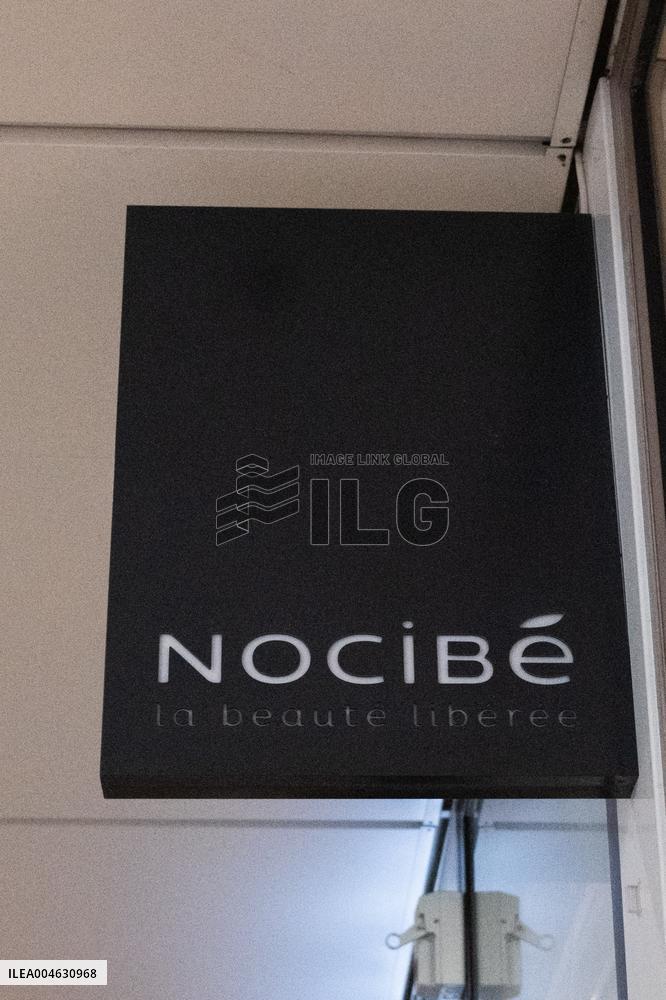 IMAGE LINK GLOBAL
ILG
NOCiBé
la beauté libérée
ILEA004630968